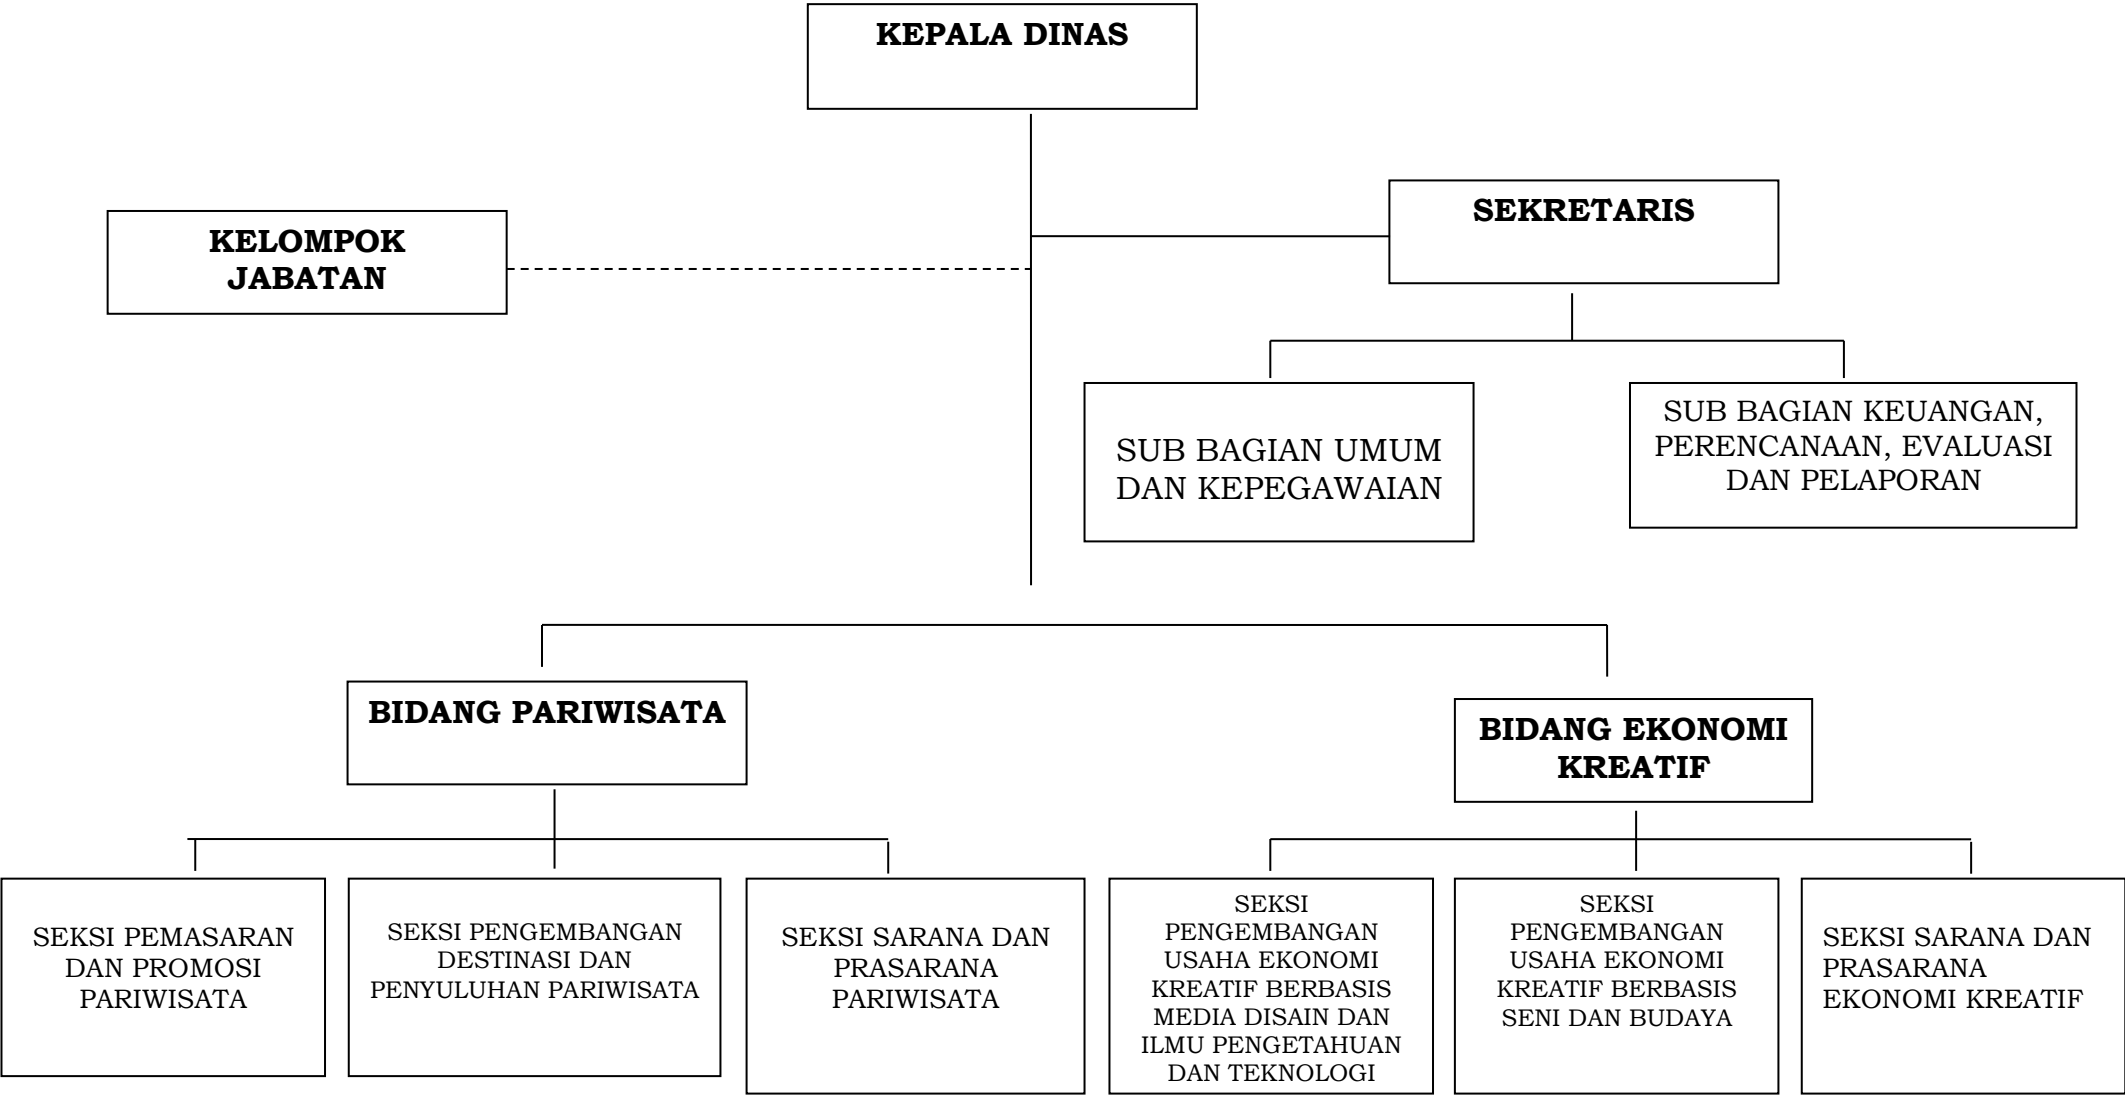 KEPALA DINAS
SEKRETARIS
KELOMPOK
JABATAN
SUB BAGIAN UMUM
DAN KEPEGAWAIAN
SUB BAGIAN KEUANGAN,
PERENCANAAN, EVALUASI
DAN PELAPORAN
BIDANG PARIWISATA
BIDANG EKONOMI
KREATIF
SEKSI PEMASARAN
DAN PROMOSI
PARIWISATA
SEKSI PENGEMBANGAN
DESTINASI DAN
PENYULUHAN PARIWISATA
SEKSI SARANA DAN
PRASARANA
PARIWISATA
SEKSI
PENGEMBANGAN
USAHA EKONOMI
KREATIF BERBASIS
MEDIA DISAIN DAN
ILMU PENGETAHUAN
DAN TEKNOLOGI
SEKSI
PENGEMBANGAN
USAHA EKONOMI
KREATIF BERBASIS
SENI DAN BUDAYA
SEKSI SARANA DAN
PRASARANA
EKONOMI KREATIF